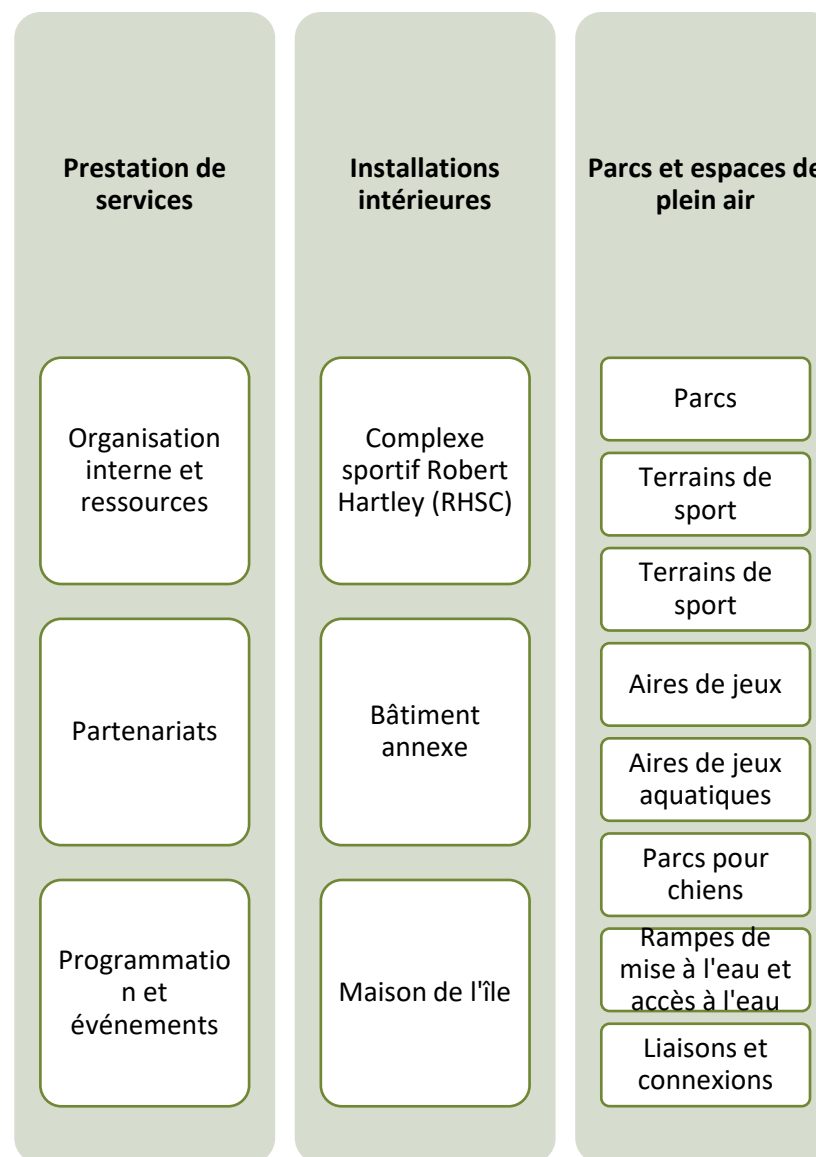 Prestation de
services
Organisation
interne et
ressources
Partenariats
Programmatio
n et
événements
Installations
intérieures
Complexe
sportif Robert
Hartley (RHSC)
Bâtiment
annexe
Maison de l'île
Parcs et espaces de
plein air
Parcs
Terrains de
sport
Terrains de
sport
Aires de jeux
Aires de jeux
aquatiques
Parcs pour
chiens
Rampes de
mise à l'eau et
accès à l'eau
Liaisons et
connexions